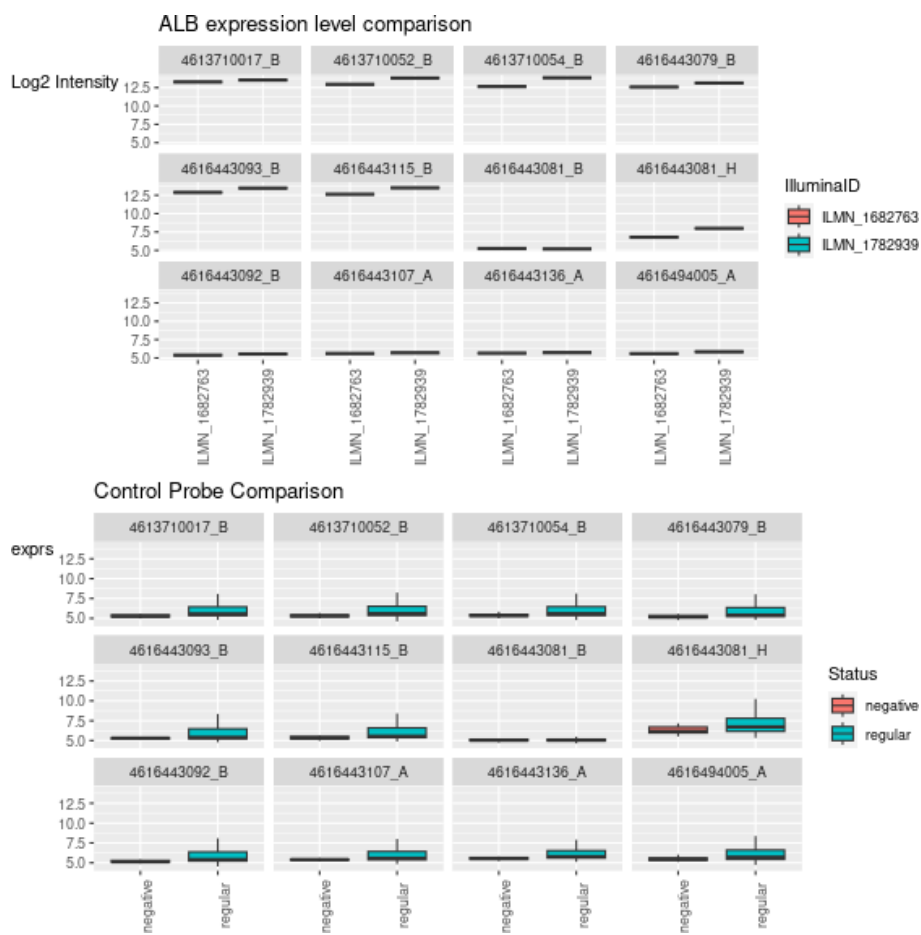 ALB expression level comparison
4613710017_B 4613710052_B 4613710054_B 4616443079_B
Log2 Intensity
12.5
10.0
7.5
5.0
4616443093_B 4616443115_B 4616443081_B 4616443081_H
12.5
10.0
7.5
5.0
IlluminaID
ILMN_1682763
ILMN_1782939
4616443092_B 4616443107_A 4616443136_A 4616494005_A
12.5
10.0
7.5
5.0
ILMN_1682763 ILMN_1782939 ILMN_1682763 ILMN_1782939 ILMN_1682763 ILMN_1782939 ILMN_1682763 ILMN_1782939
Control Probe Comparison
4613710017_B 4613710052_B 4613710054_B 4616443079_B
exprs
12.5
10.0
7.5
5.0
4616443093_B 4616443115_B 4616443081_B 4616443081_H
12.5
10.0
7.5
5.0
Status
negative
regular
4616443092_B 4616443107_A 4616443136_A 4616494005_A
12.5
10.0
7.5
5.0
negative regular negative regular negative regular negative regular